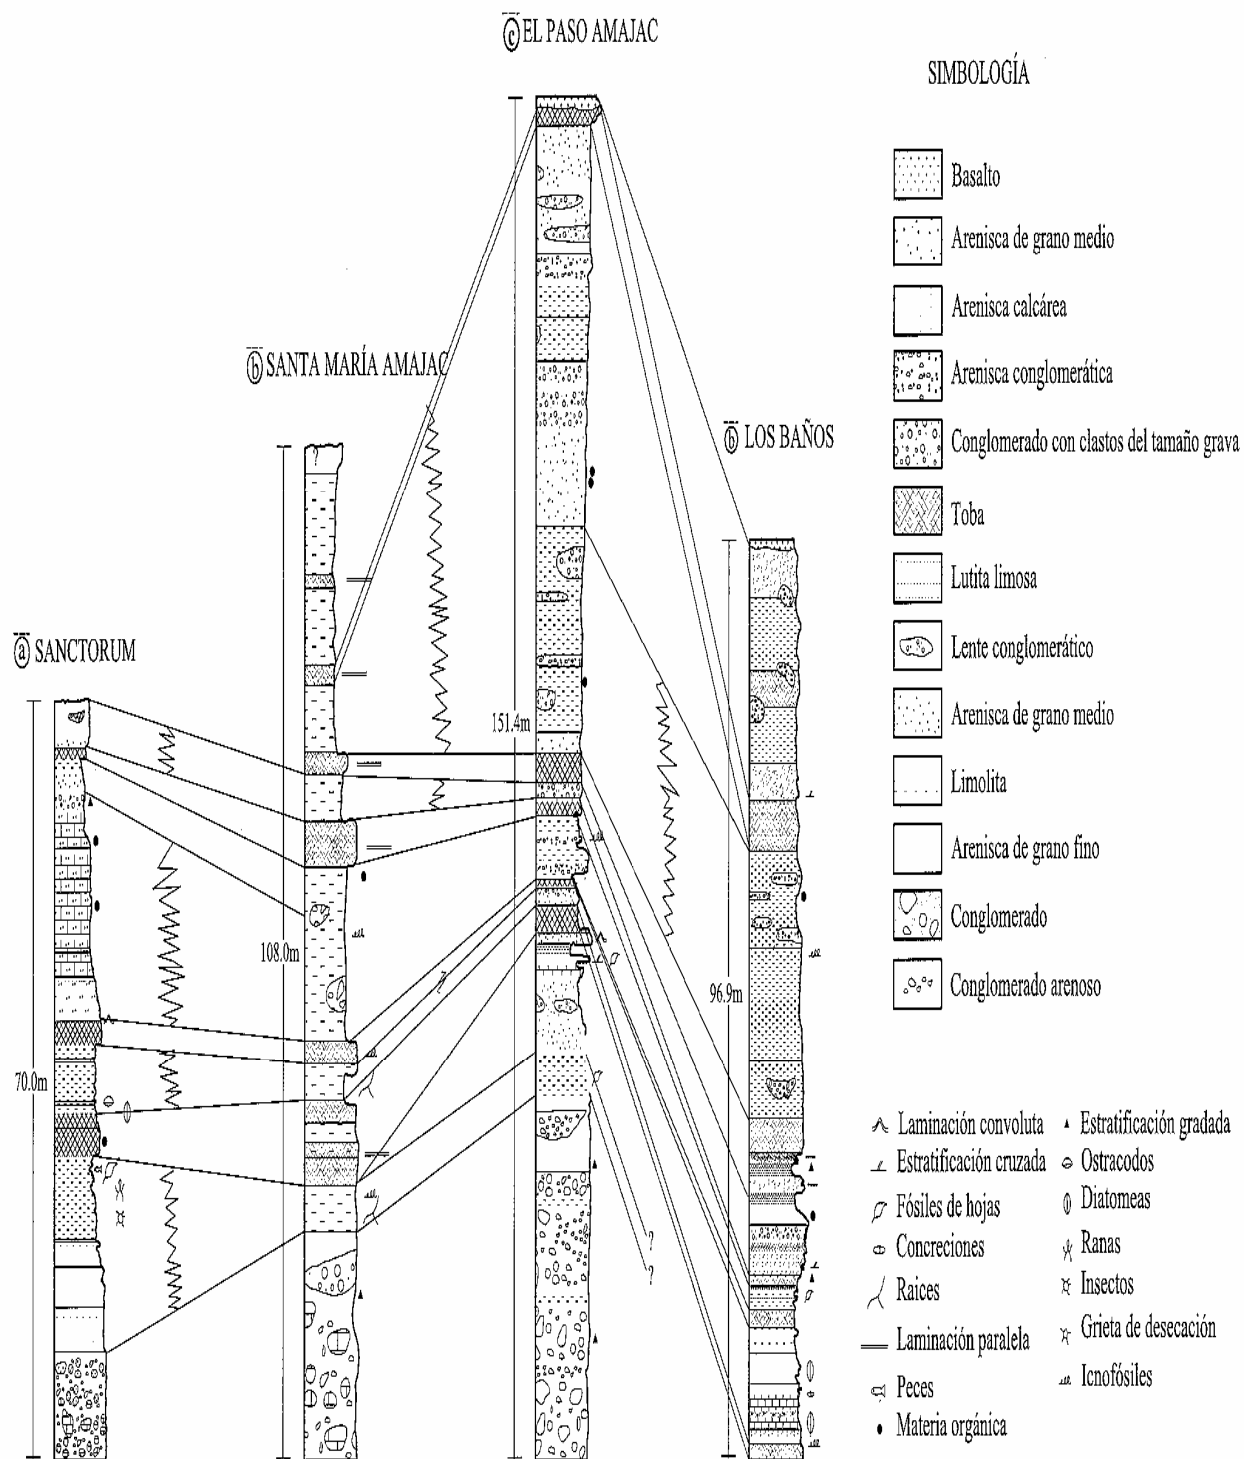 c EL PASO AMAJAC
SIMBOLOGÍA
Basalto
Arenisca de grano medio
Arenisca calcárea
Arenisca conglomerática
Conglomerado con clastos del tamaño grava
Toba
Lutita limosa
Lente conglomerático
Arenisca de grano medio
Limolita
Arenisca de grano fino
Conglomerado
Conglomerado arenoso
b SANTA MARÍA AMAJAC
b LOS BAÑOS
a SANCTORUM
151.4m
108.0m
96.9m
70.0m
?
?
Laminación convoluta
Estratificación cruzada
Fósiles de hojas
Concreciones
Raices
Laminación paralela
Peces
Materia orgánica
Estratificación gradada
Ostracodos
Diatomeas
Ranas
Insectos
Grieta de desecación
Icnofósiles